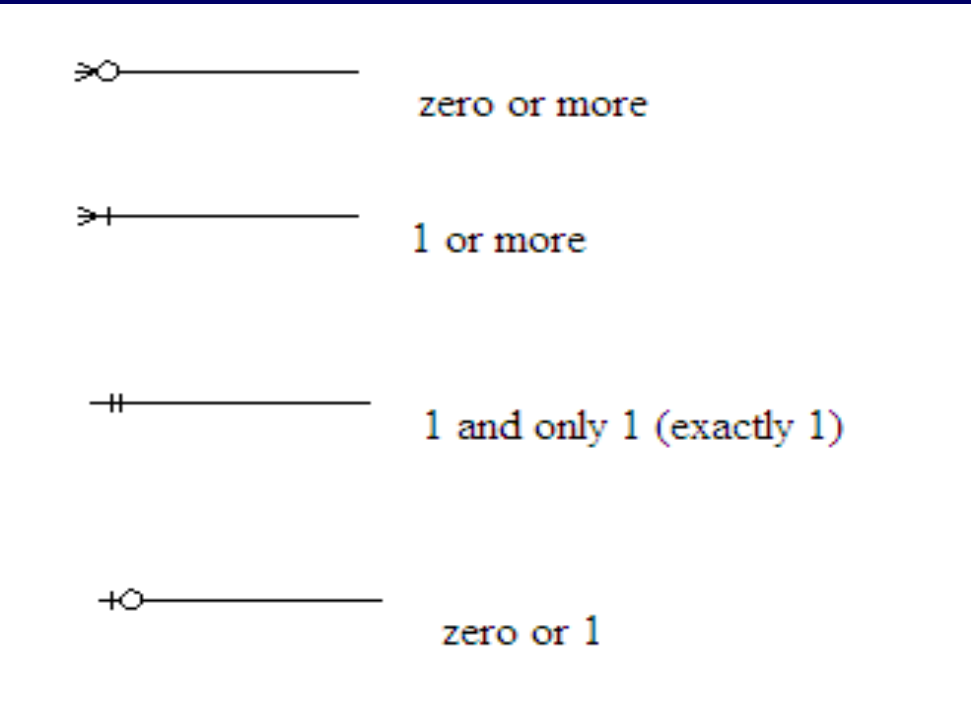 zero or more
1 or more
1 and only 1 (exactly 1)
zero or 1